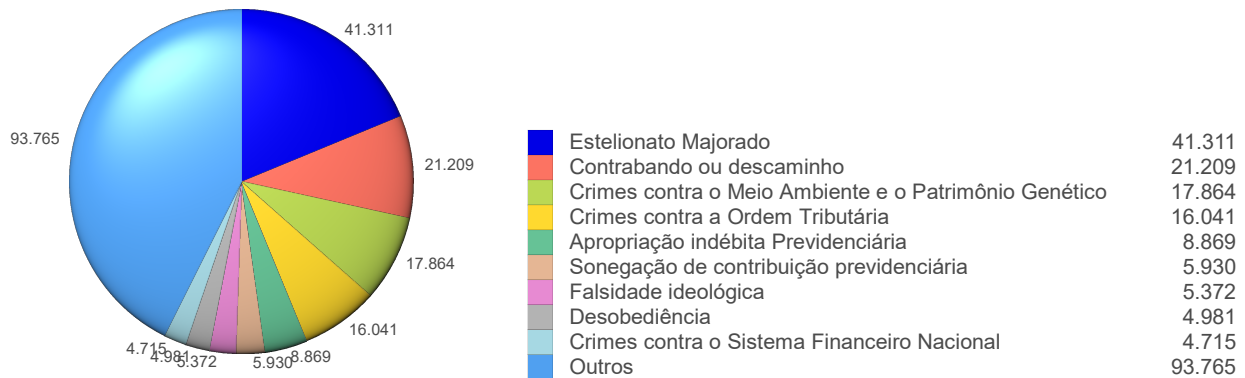 41.311
93.765
21.209
17.864
16.041
4.715
4.981
5.372
5.930
8.869
Estelionato Majorado 41.311
Contrabando ou descaminho 21.209
Crimes contra o Meio Ambiente e o Patrimônio Genético 17.864
Crimes contra a Ordem Tributária 16.041
Apropriação indébita Previdenciária 8.869
Sonegação de contribuição previdenciária 5.930
Falsidade ideológica 5.372
Desobediência 4.981
Crimes contra o Sistema Financeiro Nacional 4.715
Outros 93.765